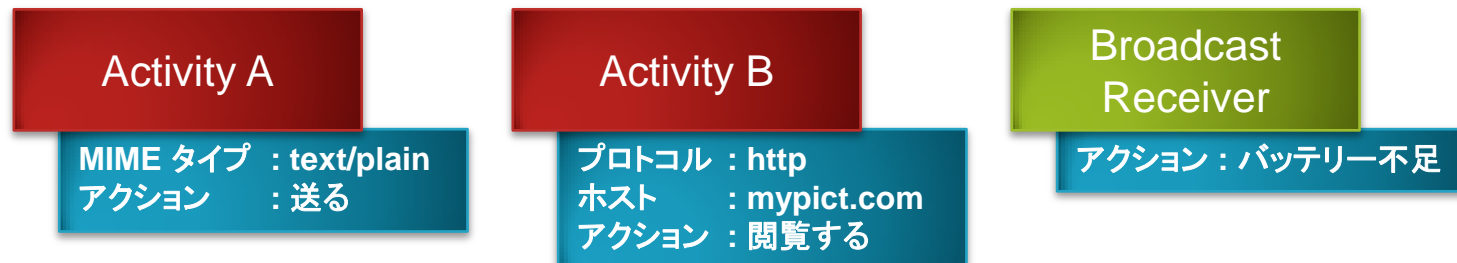 Activity A
MIME タイプ : text/plain
アクション : 送る
Activity B
プロトコル : http
ホスト : mypict.com
アクション : 閲覧する
Broadcast
Receiver
アクション : バッテリー不足